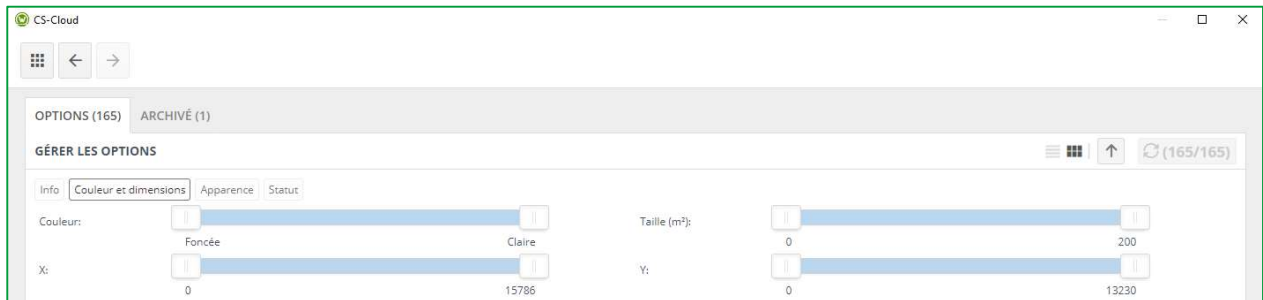 CS-Cloud
OPTIONS (165) ARCHIVÉ (1)
GÉRER LES OPTIONS (165/165)
Info Couleur et dimensions Apparence Statut
Couleur: Taille (m²):
Foncée Claire 0 200
X: Y:
0 15786 0 13230